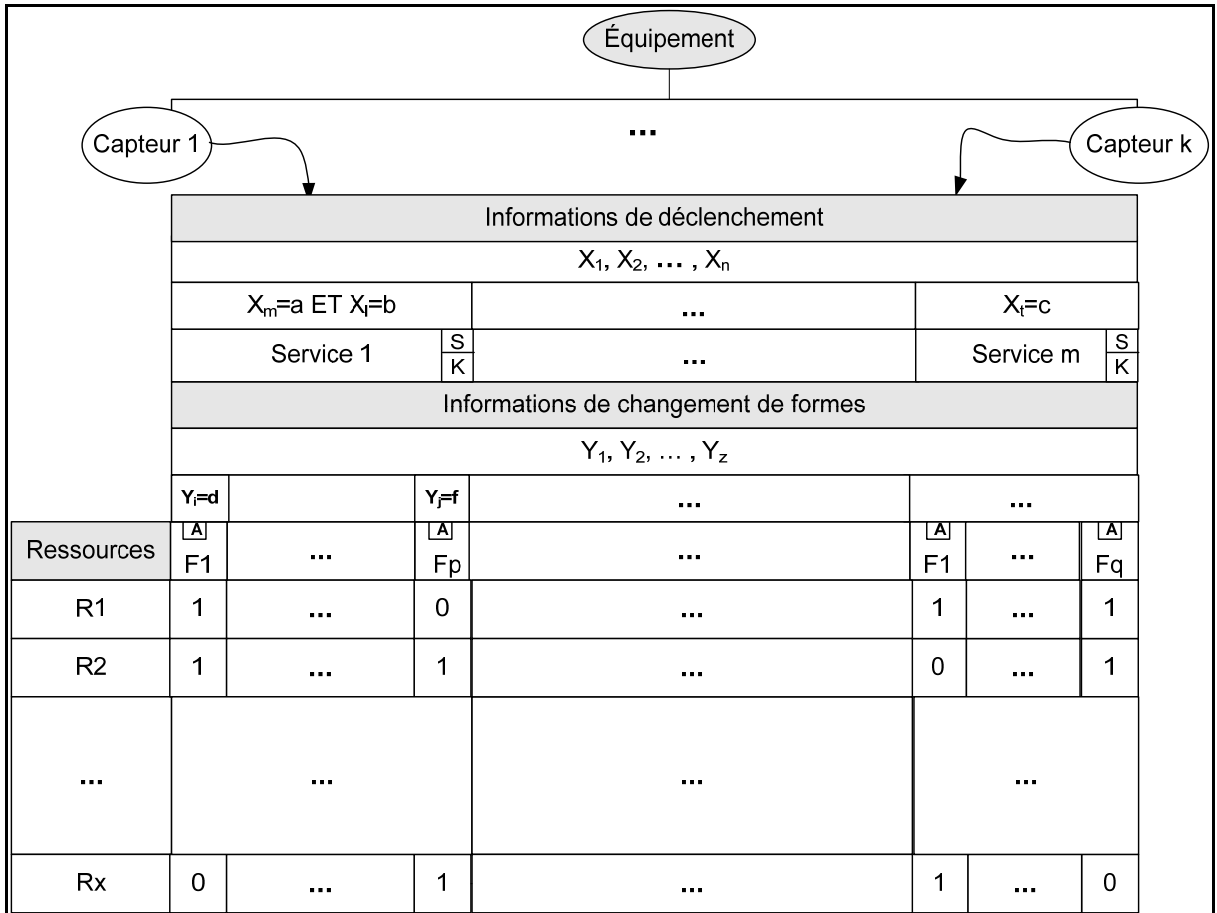 Équipement
...
Capteur 1
Capteur k
Informations de déclenchement
X1, X2, ... , Xn
Xm=a ET Xl=b ... Xt=c
Service 1 S K ... Service m S K
Informations de changement de formes
Y1, Y2, ... , Yz
Yi=d Yj=f ... ...
A A A A
Ressources F1 ... Fp ... F1 ... Fq
R1 1 ... 0 ... 1 ... 1
R2 1 ... 1 ... 0 ... 1
... ... ... ...
Rx 0 ... 1 ... 1 ... 0